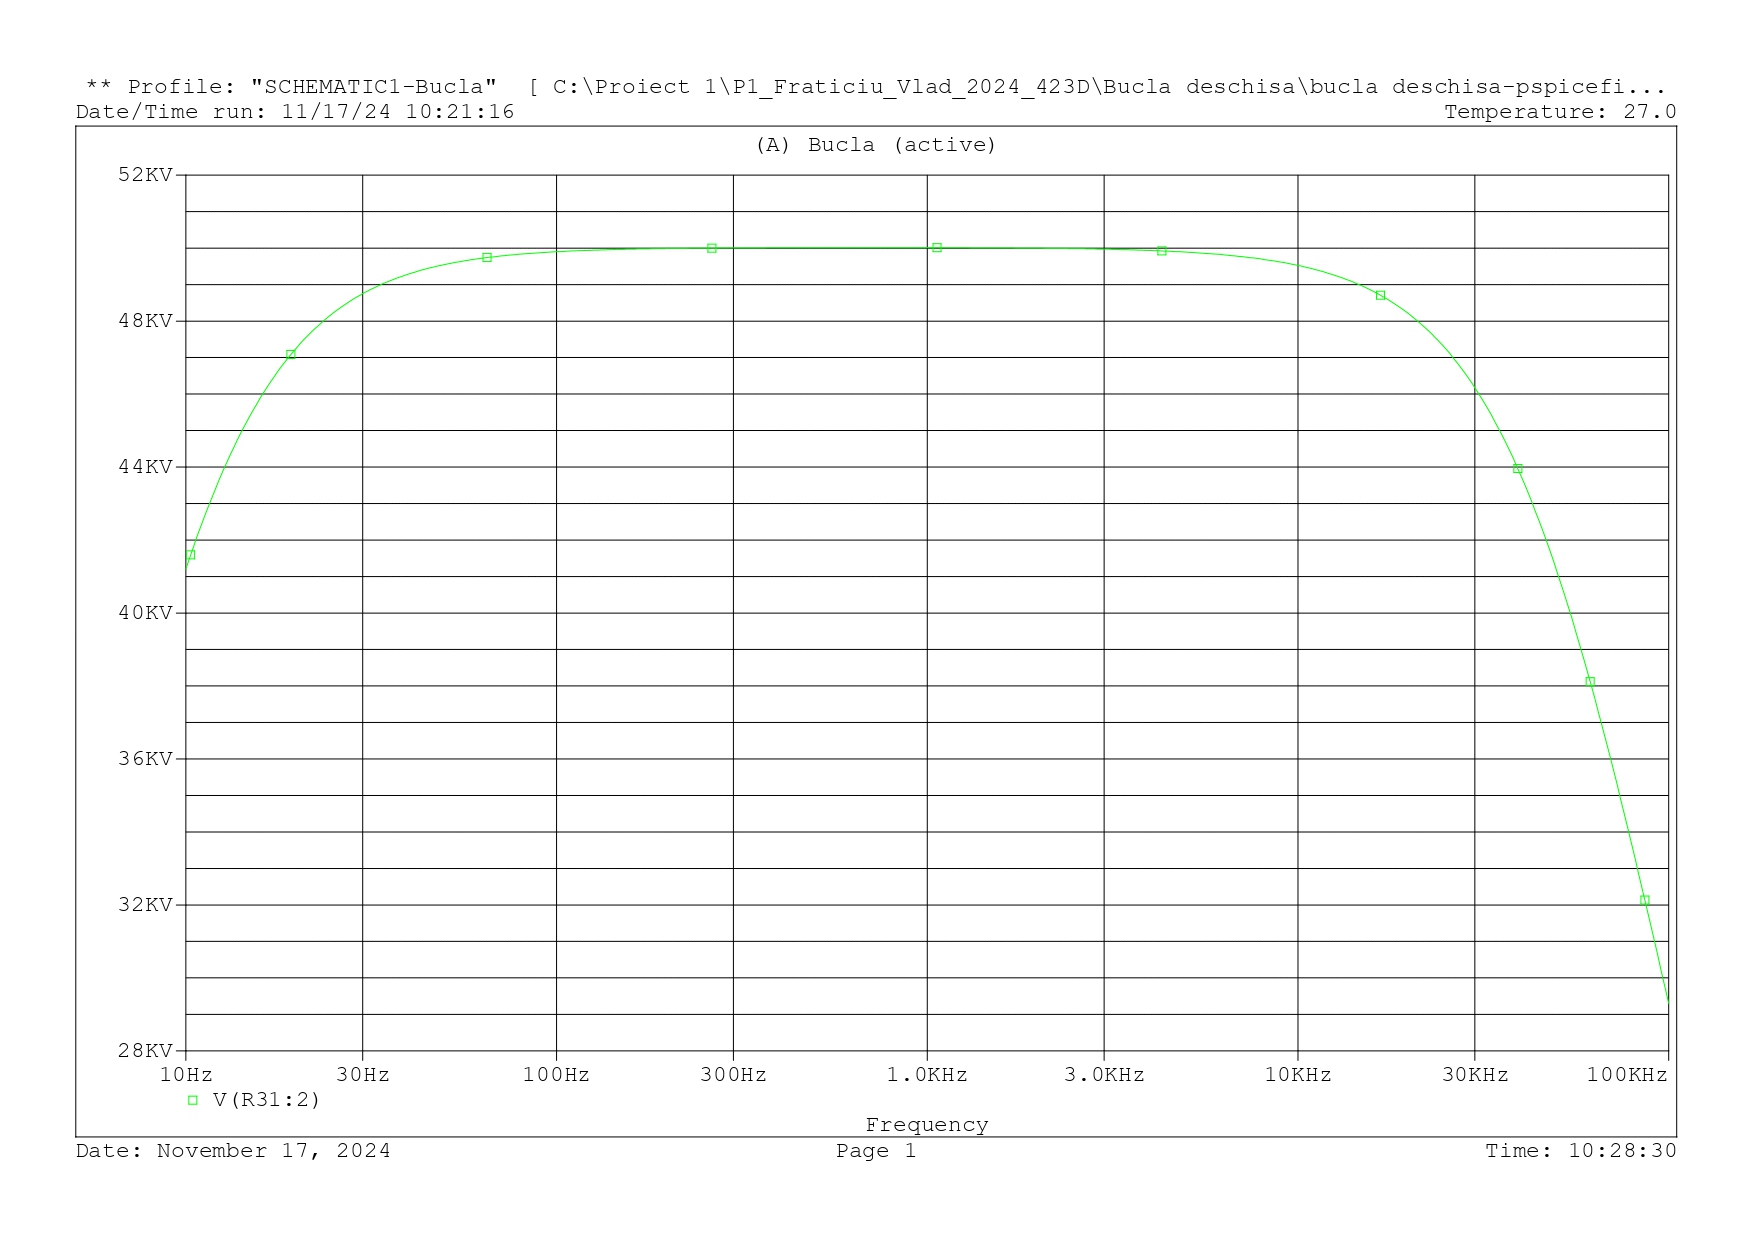 ** Profile: "SCHEMATIC1-Bucla"  [ C:\Proiect 1\P1_Fraticiu_Vlad_2024_423D\Bucla deschisa\bucla deschisa-pspicefi...
Date/Time run: 11/17/24 10:21:16 Temperature: 27.0
(A) Bucla (active)
52KV
48KV
44KV
40KV
36KV
32KV
28KV
10Hz 30Hz 100Hz 300Hz 1.0KHz 3.0KHz 10KHz 30KHz 100KHz
V(R31:2)
Frequency
Date: November 17, 2024 Page 1 Time: 10:28:30